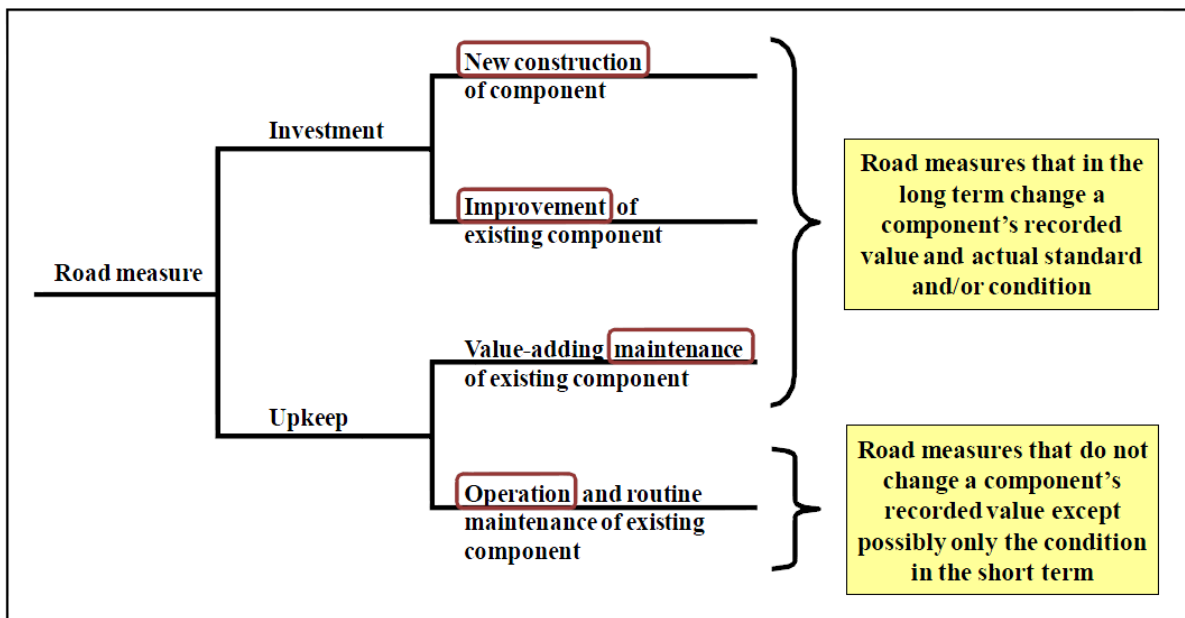 New construction
of component
Investment
Improvement of
existing component
Road measure
Value-adding maintenance
of existing component
Upkeep
Operation and routine
maintenance of existing
component
Road measures that in the
long term change a
component's recorded
value and actual standard
and/or condition
Road measures that do not
change a component's
recorded value except
possibly only the condition
in the short term